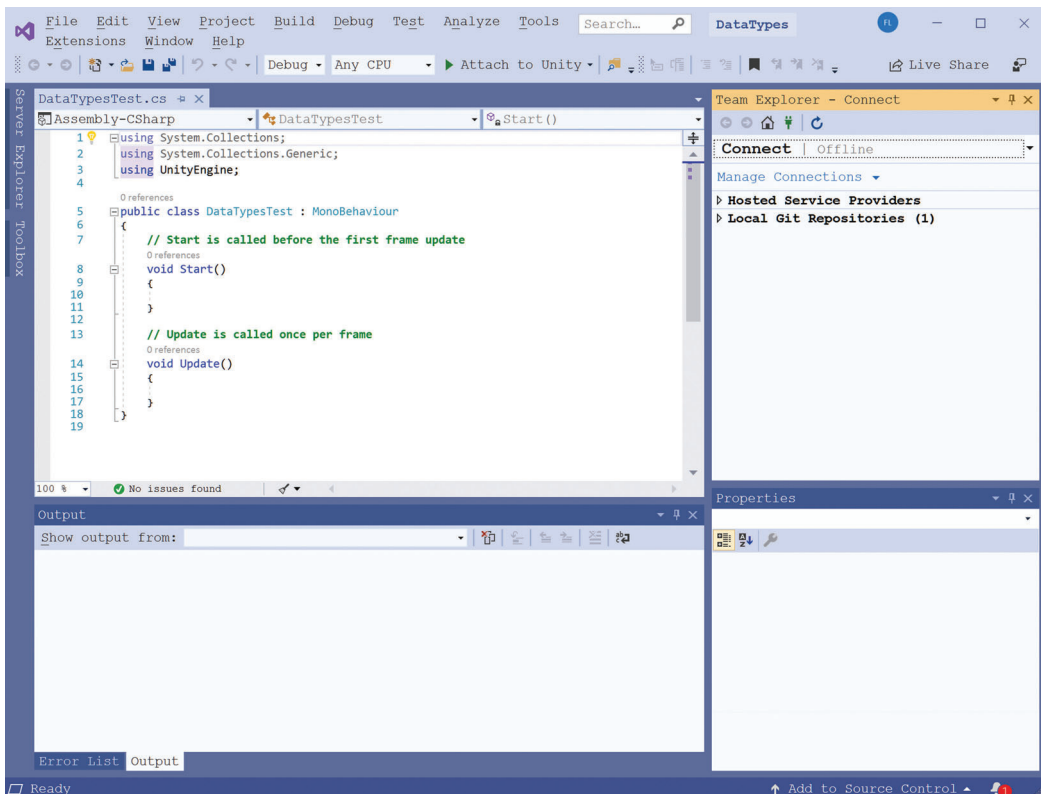 File Edit View Project Build Debug Test Analyze Tools Search... DataTypes FL
Extensions Window Help
Debug Any CPU Attach to Unity Live Share
Server Explorer
Toolbox
DataTypesTest.cs
Assembly-CSharp DataTypesTest Start()
1 using System.Collections;
2 using System.Collections.Generic;
3 using UnityEngine;
4
0 references
5 public class DataTypesTest : MonoBehaviour
6 {
7 // Start is called before the first frame update
0 references
8 void Start()
9 {
10
11 }
12
13 // Update is called once per frame
0 references
14 void Update()
15 {
16
17 }
18 }
19
100 % No issues found
Team Explorer - Connect
Connect | Offline
Manage Connections
Hosted Service Providers
Local Git Repositories (1)
Output
Show output from:
Properties
Error List Output
Ready Add to Source Control 1